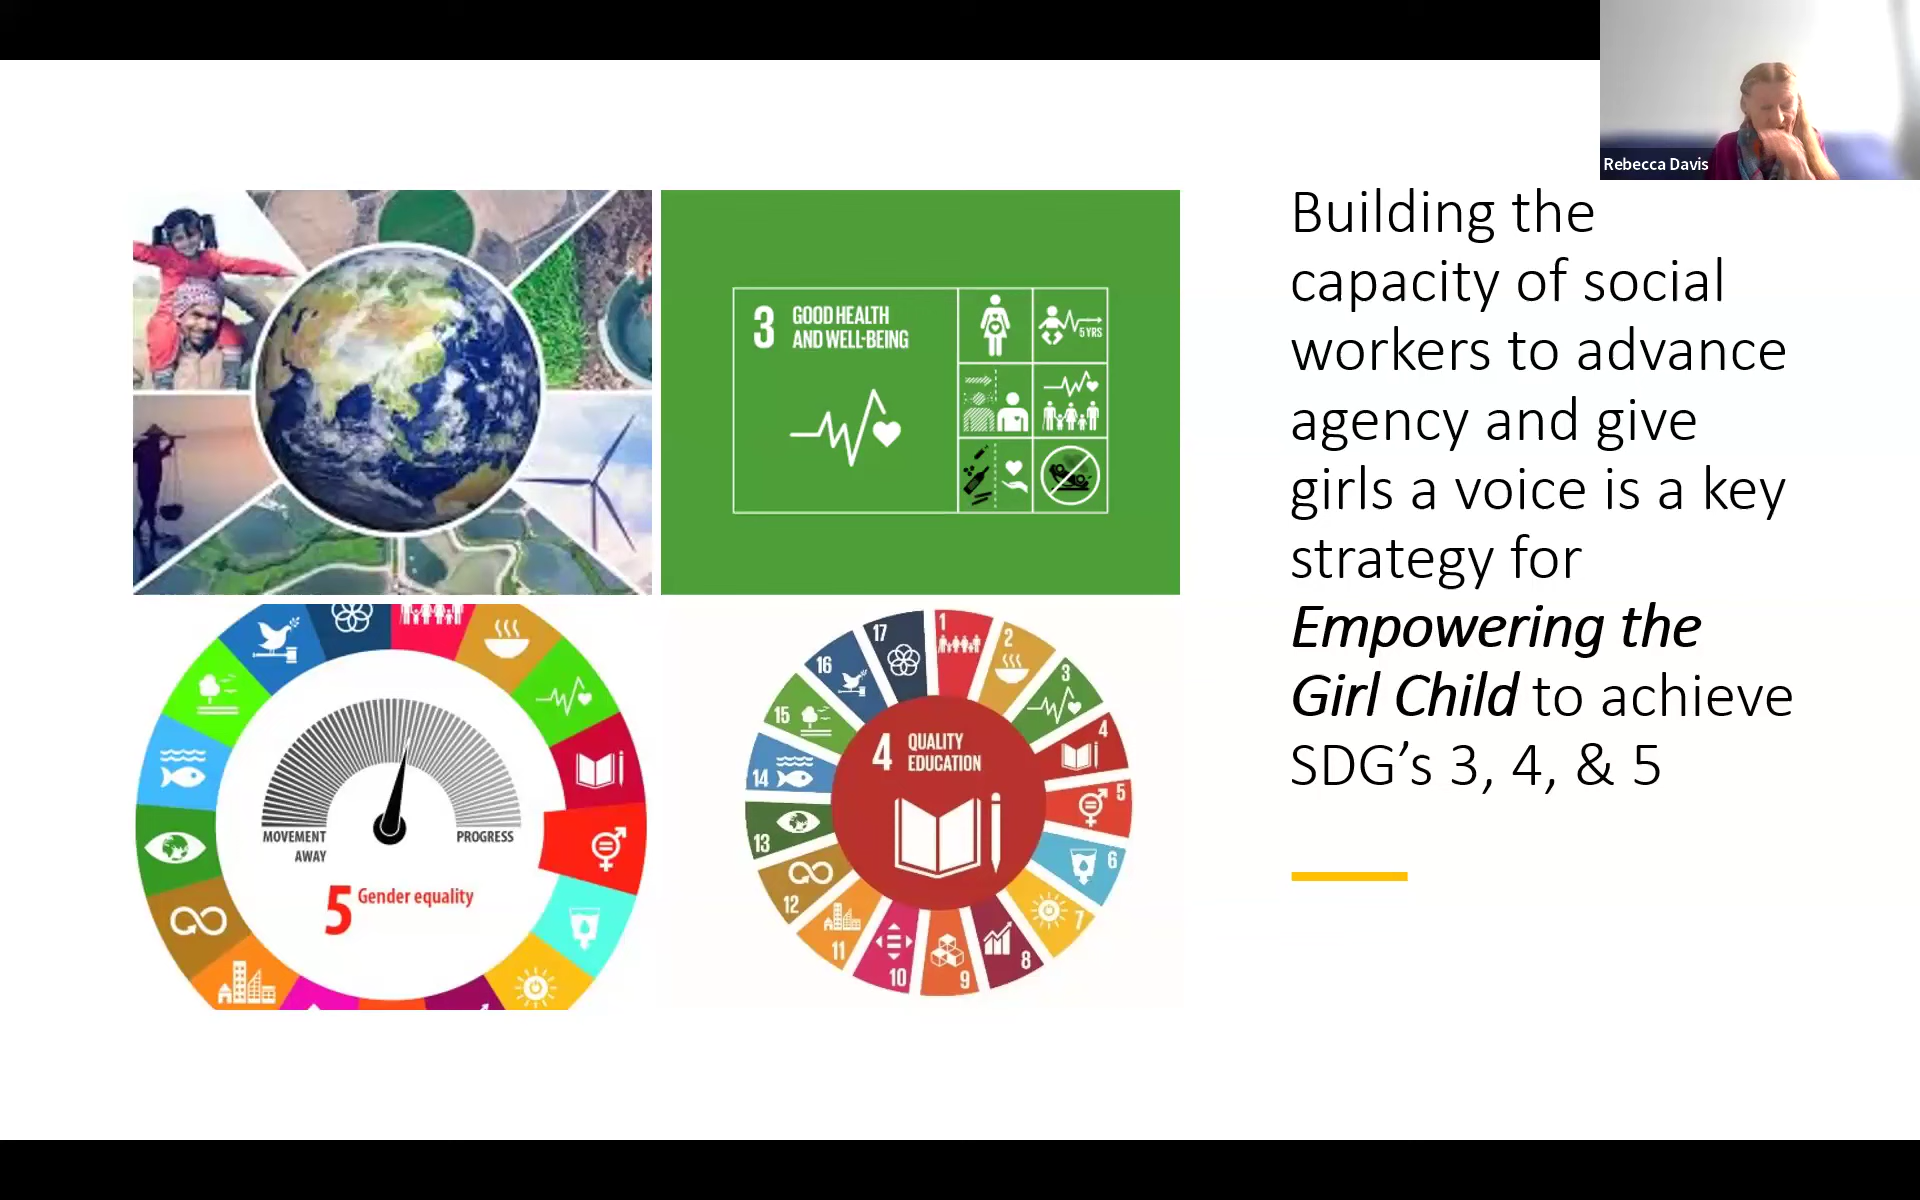 Rebecca Davis
Building the
capacity of social
workers to advance
agency and give
girls a voice is a key
strategy for
Empowering the
Girl Child to achieve
SDG’s 3, 4, & 5
3 GOOD HEALTH
AND WELL-BEING
5 YRS
MOVEMENT
AWAY
PROGRESS
5 Gender equality
4 QUALITY
EDUCATION
1
2
3
4
5
6
7
8
9
10
11
12
13
14
15
16
17